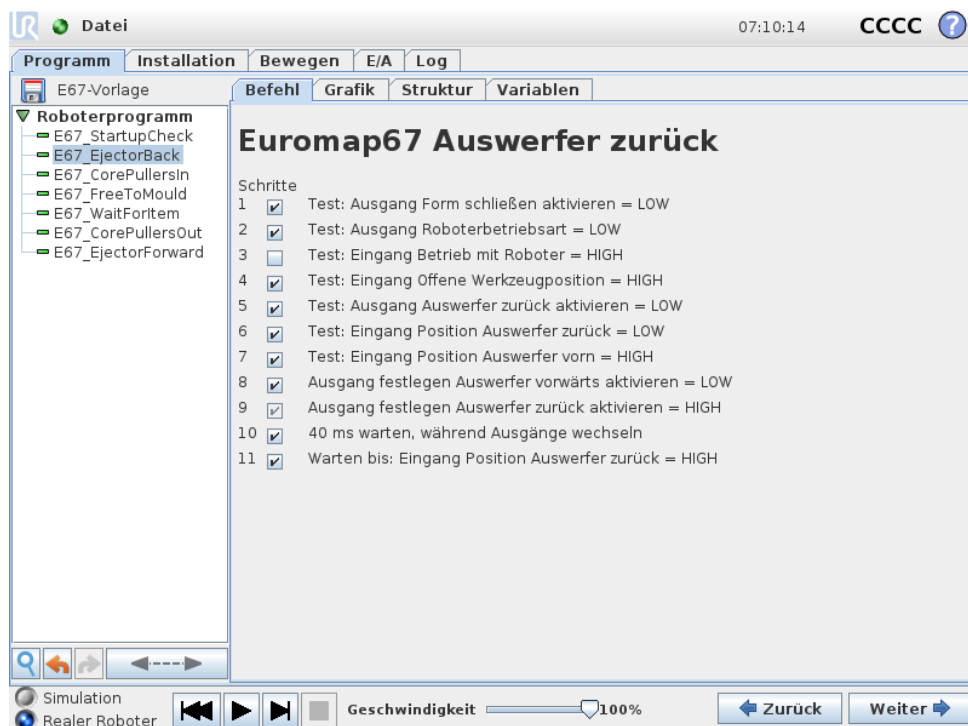 UR Datei 07:10:14 CCCC ?
Programm Installation Bewegen E/A Log
E67-Vorlage
Befehl Grafik Struktur Variablen
Roboterprogramm
E67_StartupCheck
E67_EjectorBack
E67_CorePullersIn
E67_FreeToMould
E67_WaitForItem
E67_CorePullersOut
E67_EjectorForward
Euromap67 Auswerfer zurück
Schritte
1 Test: Ausgang Form schließen aktivieren = LOW
2 Test: Ausgang Roboterbetriebsart = LOW
3 Test: Eingang Betrieb mit Roboter = HIGH
4 Test: Eingang Offene Werkzeugposition = HIGH
5 Test: Ausgang Auswerfer zurück aktivieren = LOW
6 Test: Eingang Position Auswerfer zurück = LOW
7 Test: Eingang Position Auswerfer vorn = HIGH
8 Ausgang festlegen Auswerfer vorwärts aktivieren = LOW
9 Ausgang festlegen Auswerfer zurück aktivieren = HIGH
10 40 ms warten, während Ausgänge wechseln
11 Warten bis: Eingang Position Auswerfer zurück = HIGH
Simulation
Realer Roboter
Geschwindigkeit 100%
Zurück
Weiter